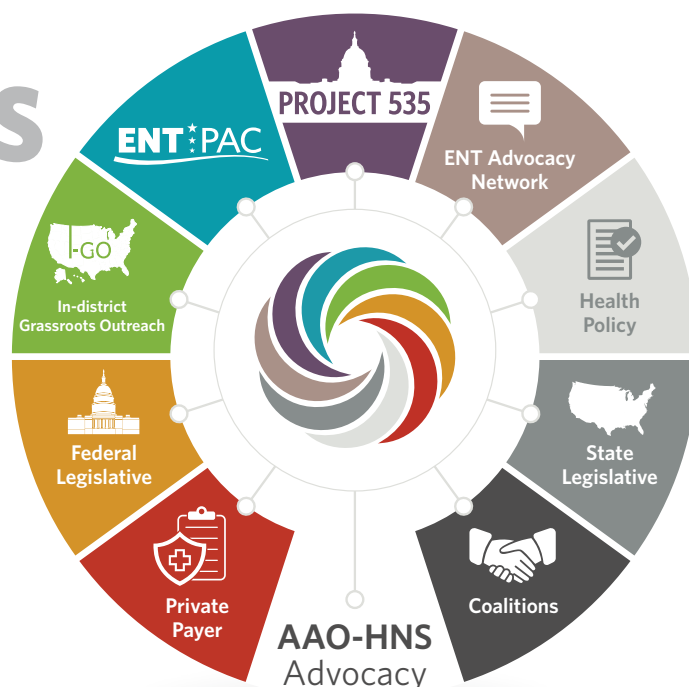 S
PROJECT 535
ENT PAC
ENT Advocacy
Network
I-GO
In-district
Grassroots Outreach
Health
Policy
Federal
Legislative
State
Legislative
Private
Payer
Coalitions
AAO-HNS
Advocacy